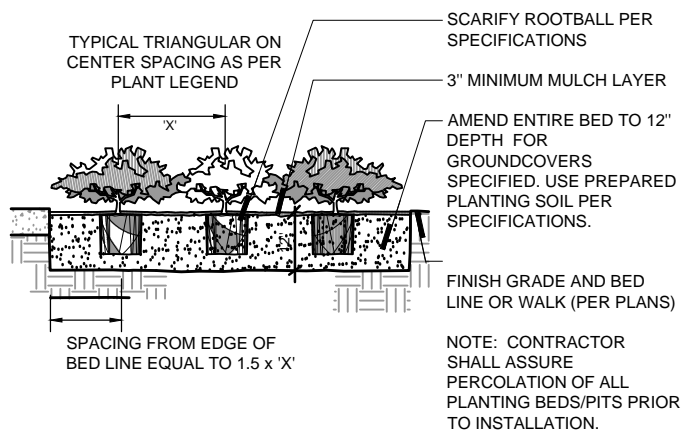 TYPICAL TRIANGULAR ON
CENTER SPACING AS PER
PLANT LEGEND
'X'
SCARIFY ROOTBALL PER
SPECIFICATIONS
3" MINIMUM MULCH LAYER
AMEND ENTIRE BED TO 12"
DEPTH FOR
GROUNDCOVERS
SPECIFIED. USE PREPARED
PLANTING SOIL PER
SPECIFICATIONS.
12"
FINISH GRADE AND BED
LINE OR WALK (PER PLANS)
SPACING FROM EDGE OF
BED LINE EQUAL TO 1.5 x 'X'
NOTE: CONTRACTOR
SHALL ASSURE
PERCOLATION OF ALL
PLANTING BEDS/PITS PRIOR
TO INSTALLATION.